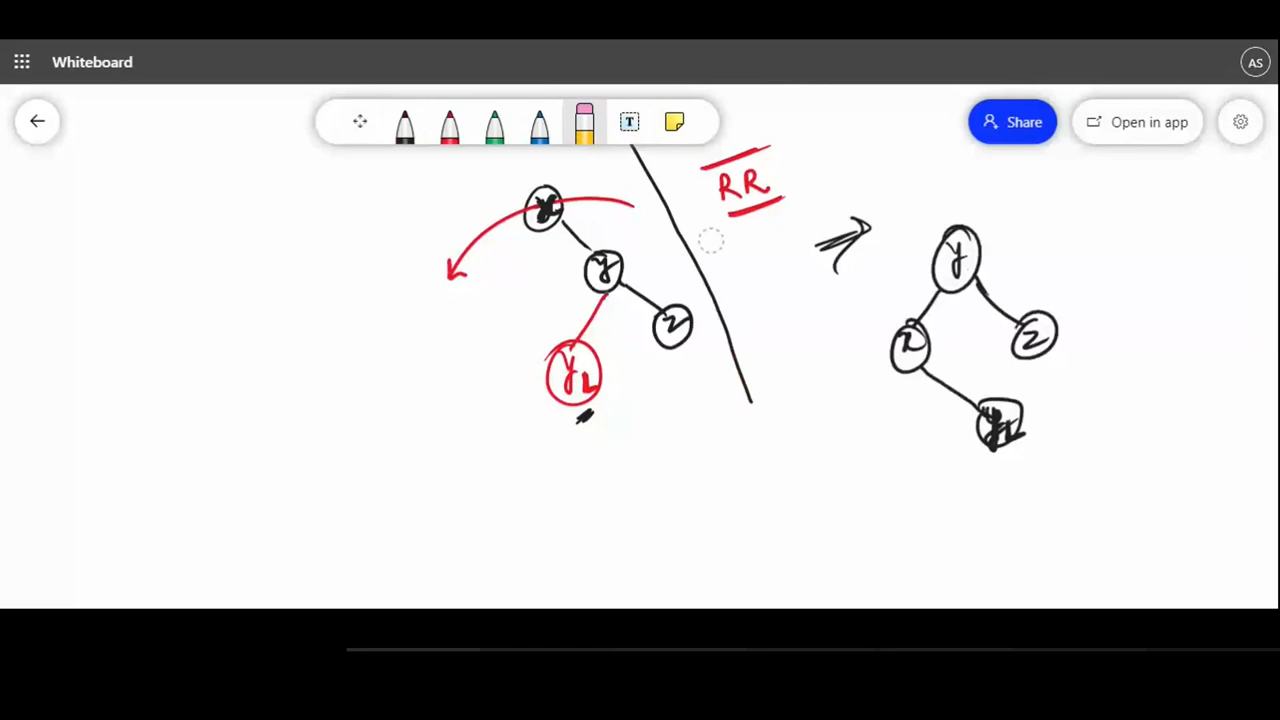 Whiteboard
AS
T
Share
Open in app
RR
x
y
y
z
x
z
yL
yL